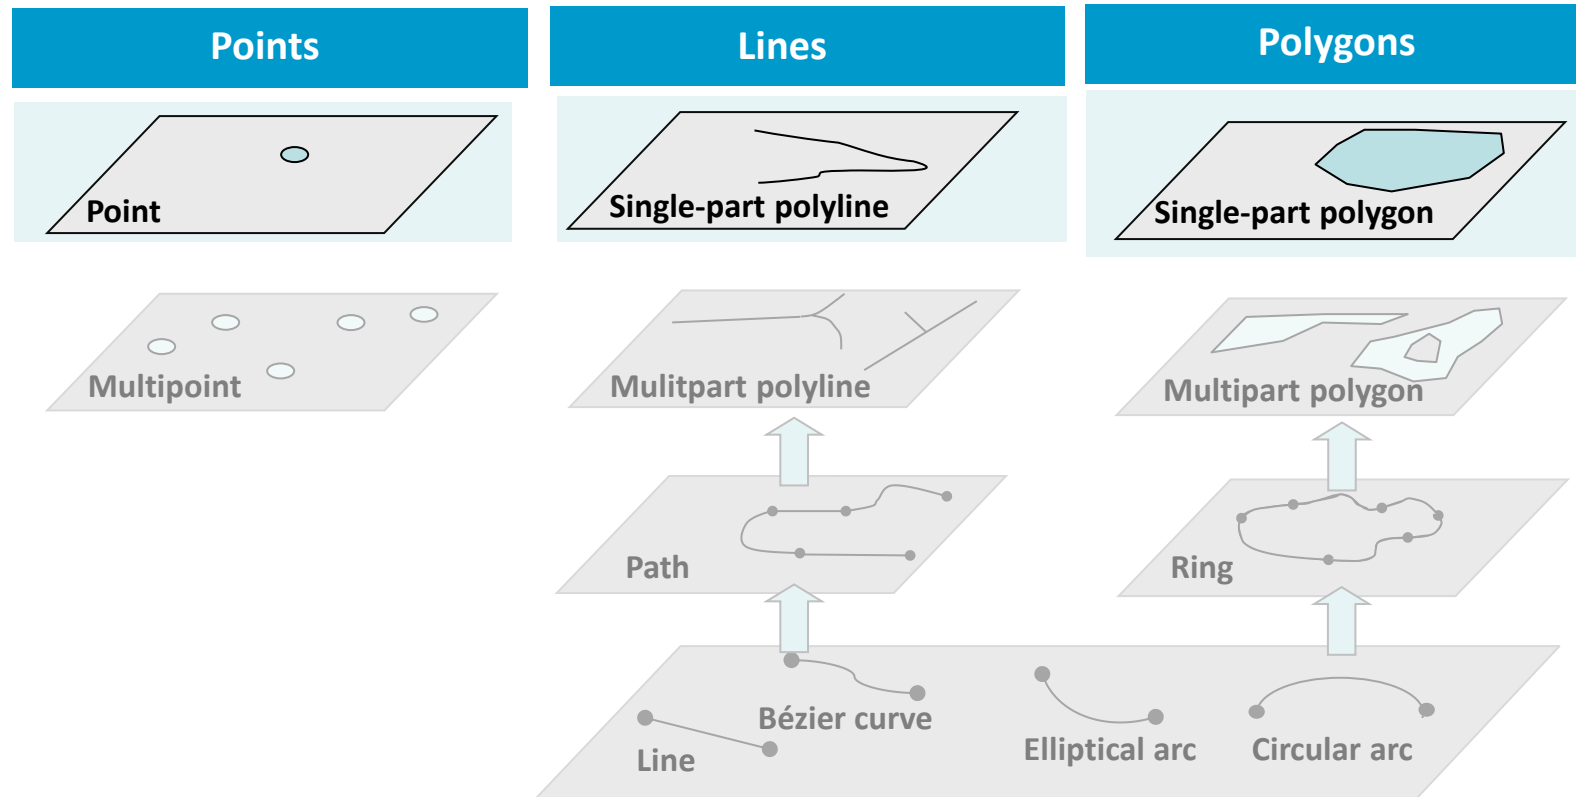 Points
Lines
Polygons
Point
Single-part polyline
Single-part polygon
Multipoint
Mulitpart polyline
Multipart polygon
Path
Ring
Bézier curve
Line
Elliptical arc
Circular arc